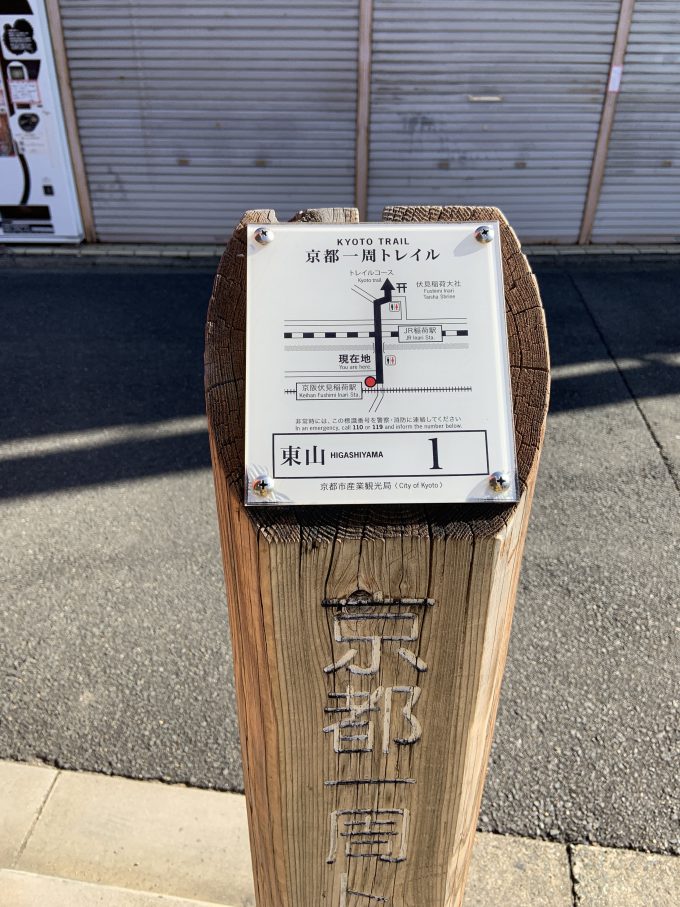 KYOTO TRAIL
京都一周トレイル
トレイルコース
Kyoto trail
伏見稲荷大社
Fushimi Inari
Taisha Shrine
JR稲荷駅
JR Inari Sta.
現在地
You are here.
京阪伏見稲荷駅
Keihan Fushimi Inari Sta.
非常時には、この標識番号を警察・消防に連絡してください
In an emergency, call 110 or 119 and inform the number below.
東山 HIGASHIYAMA 1
京都市産業観光局 (City of Kyoto)
京都一周ト